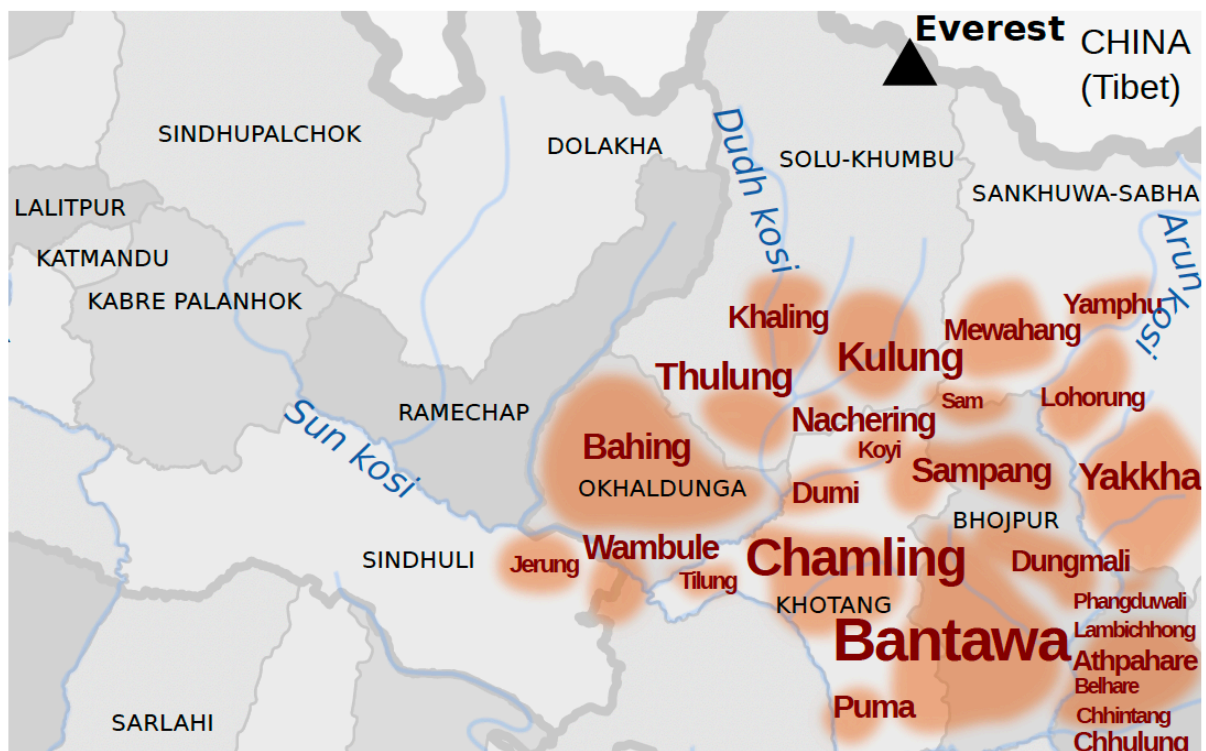 Everest
CHINA
(Tibet)
SINDHUPALCHOK
DOLAKHA
Dudh kosi
SOLU-KHUMBU
SANKHUWA-SABHA
LALITPUR
KATMANDU
Arun kosi
KABRE PALANHOK
Khaling
Yamphu
Mewahang
Kulung
Thulung
Sam
Lohorung
RAMECHAP
Nachering
Sun kosi
Bahing
Koyi
Sampang
Yakkha
OKHALDUNGA
Dumi
BHOJPUR
SINDHULI
Jerung
Wambule
Chamling
Dungmali
Tilung
KHOTANG
Phangduwali
Lambichhong
Bantawa
Athpahare
Belhare
Puma
Chhintang
SARLAHI
Chhulung